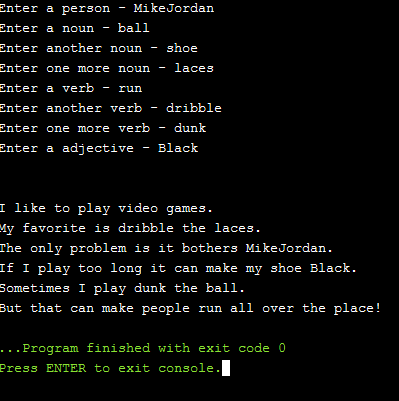 Enter a person - MikeJordan
Enter a noun - ball
Enter another noun - shoe
Enter one more noun - laces
Enter a verb - run
Enter another verb - dribble
Enter one more verb - dunk
Enter a adjective - Black
I like to play video games.
My favorite is dribble the laces.
The only problem is it bothers MikeJordan.
If I play too long it can make my shoe Black.
Sometimes I play dunk the ball.
But that can make people run all over the place!
...Program finished with exit code 0
Press ENTER to exit console.